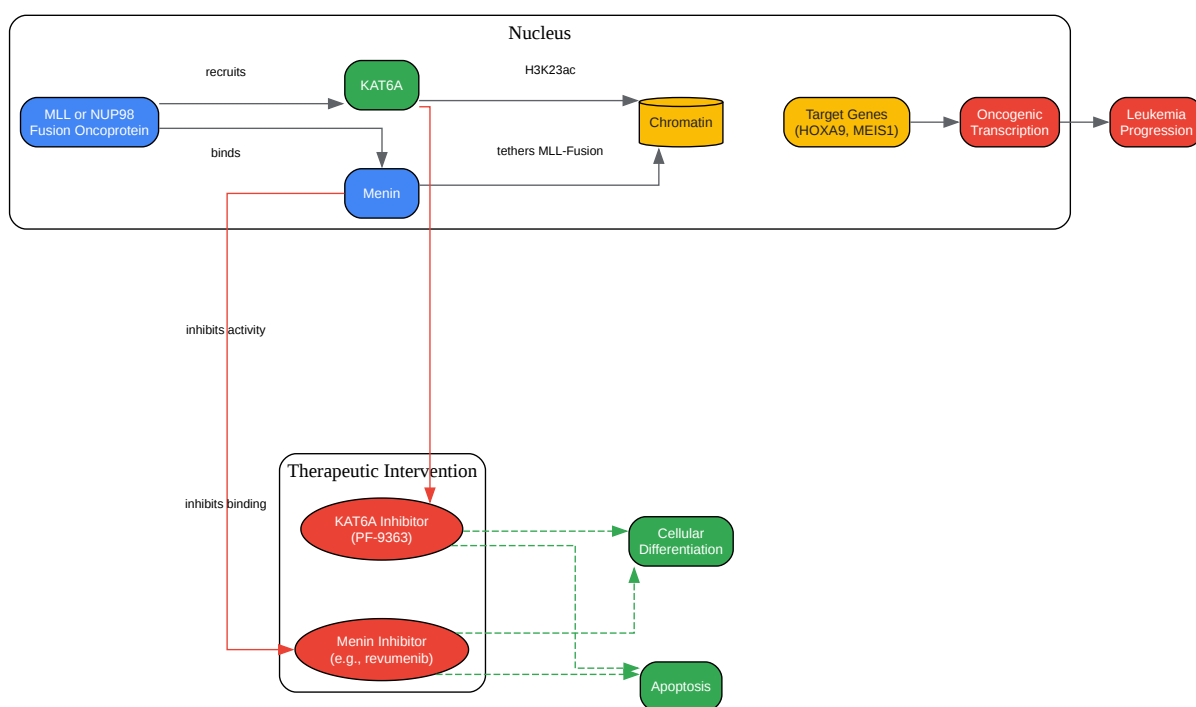 Nucleus
recruits
H3K23ac
KAT6A
MLL or NUP98
Fusion Oncoprotein
Chromatin
Target Genes
(HOXA9, MEIS1)
Oncogenic
Transcription
Leukemia
Progression
binds
tethers MLL-Fusion
Menin
inhibits activity
Therapeutic Intervention
inhibits binding
KAT6A Inhibitor
(PF-9363)
Cellular
Differentiation
Menin Inhibitor
(e.g., revumenib)
Apoptosis